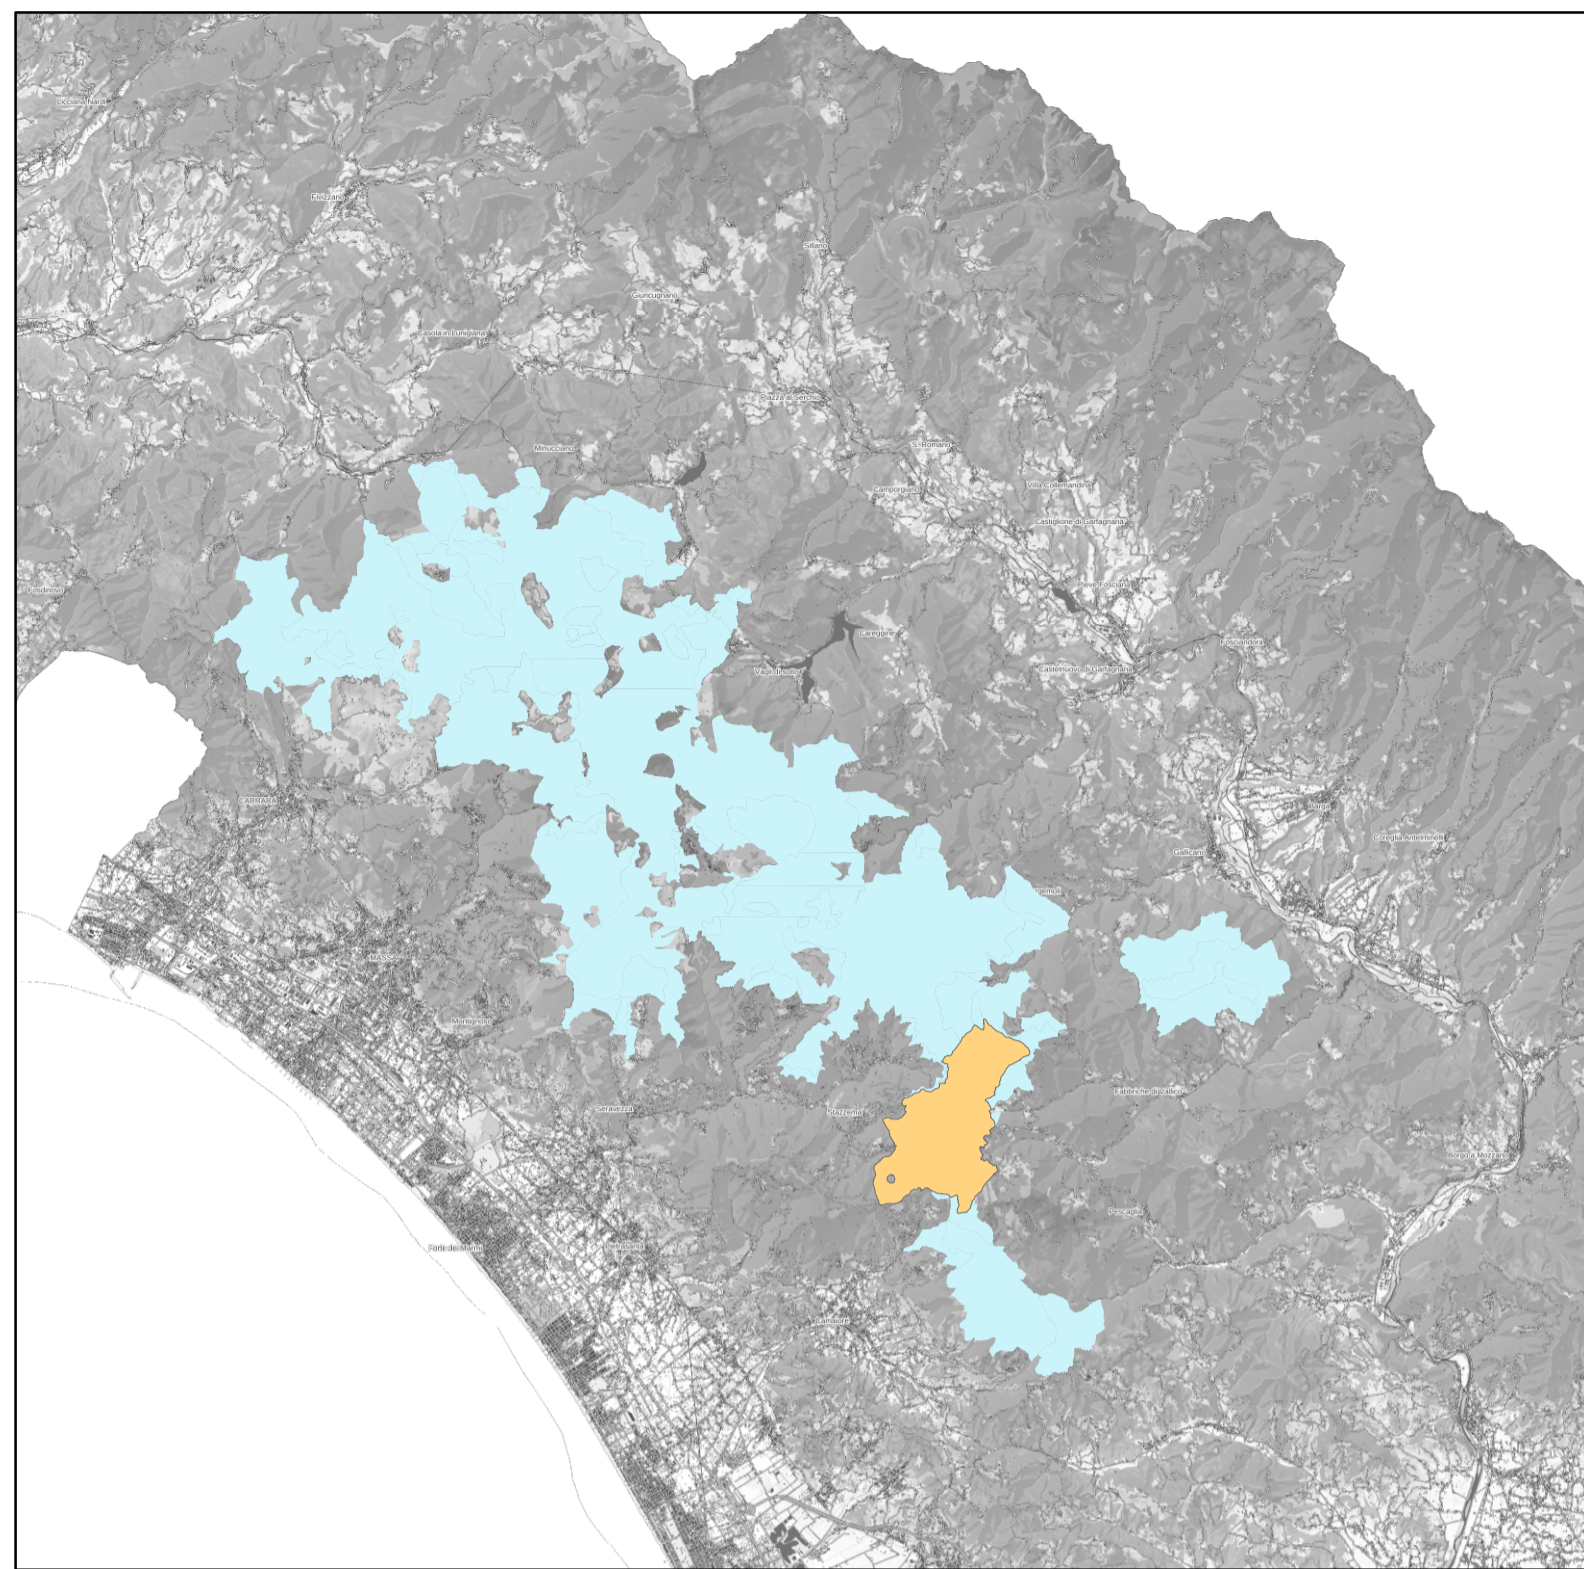 Licciana Nardi
Fivizzano
Sillano
Giuncugnano
Casola in Lunigiana
Piazza al Serchio
Minucciano
S. Romano
Camporgiano
Villa Collemandina
Castiglione di Garfagnana
Pieve Fosciana
Fosdinovo
Careggine
Fosciandora
Vagli di sotto
Castelnuovo di Garfagnana
CARRARA
Barga
Coreglia Antelminelli
Gallicano
rgemoli
MASSA
Montignoso
Fabbriche di Vallico
Seravezza
Stazzema
Borgo a Mozzano
Pescaglia
Forte dei Marmi
Pietrasanta
Camaiore